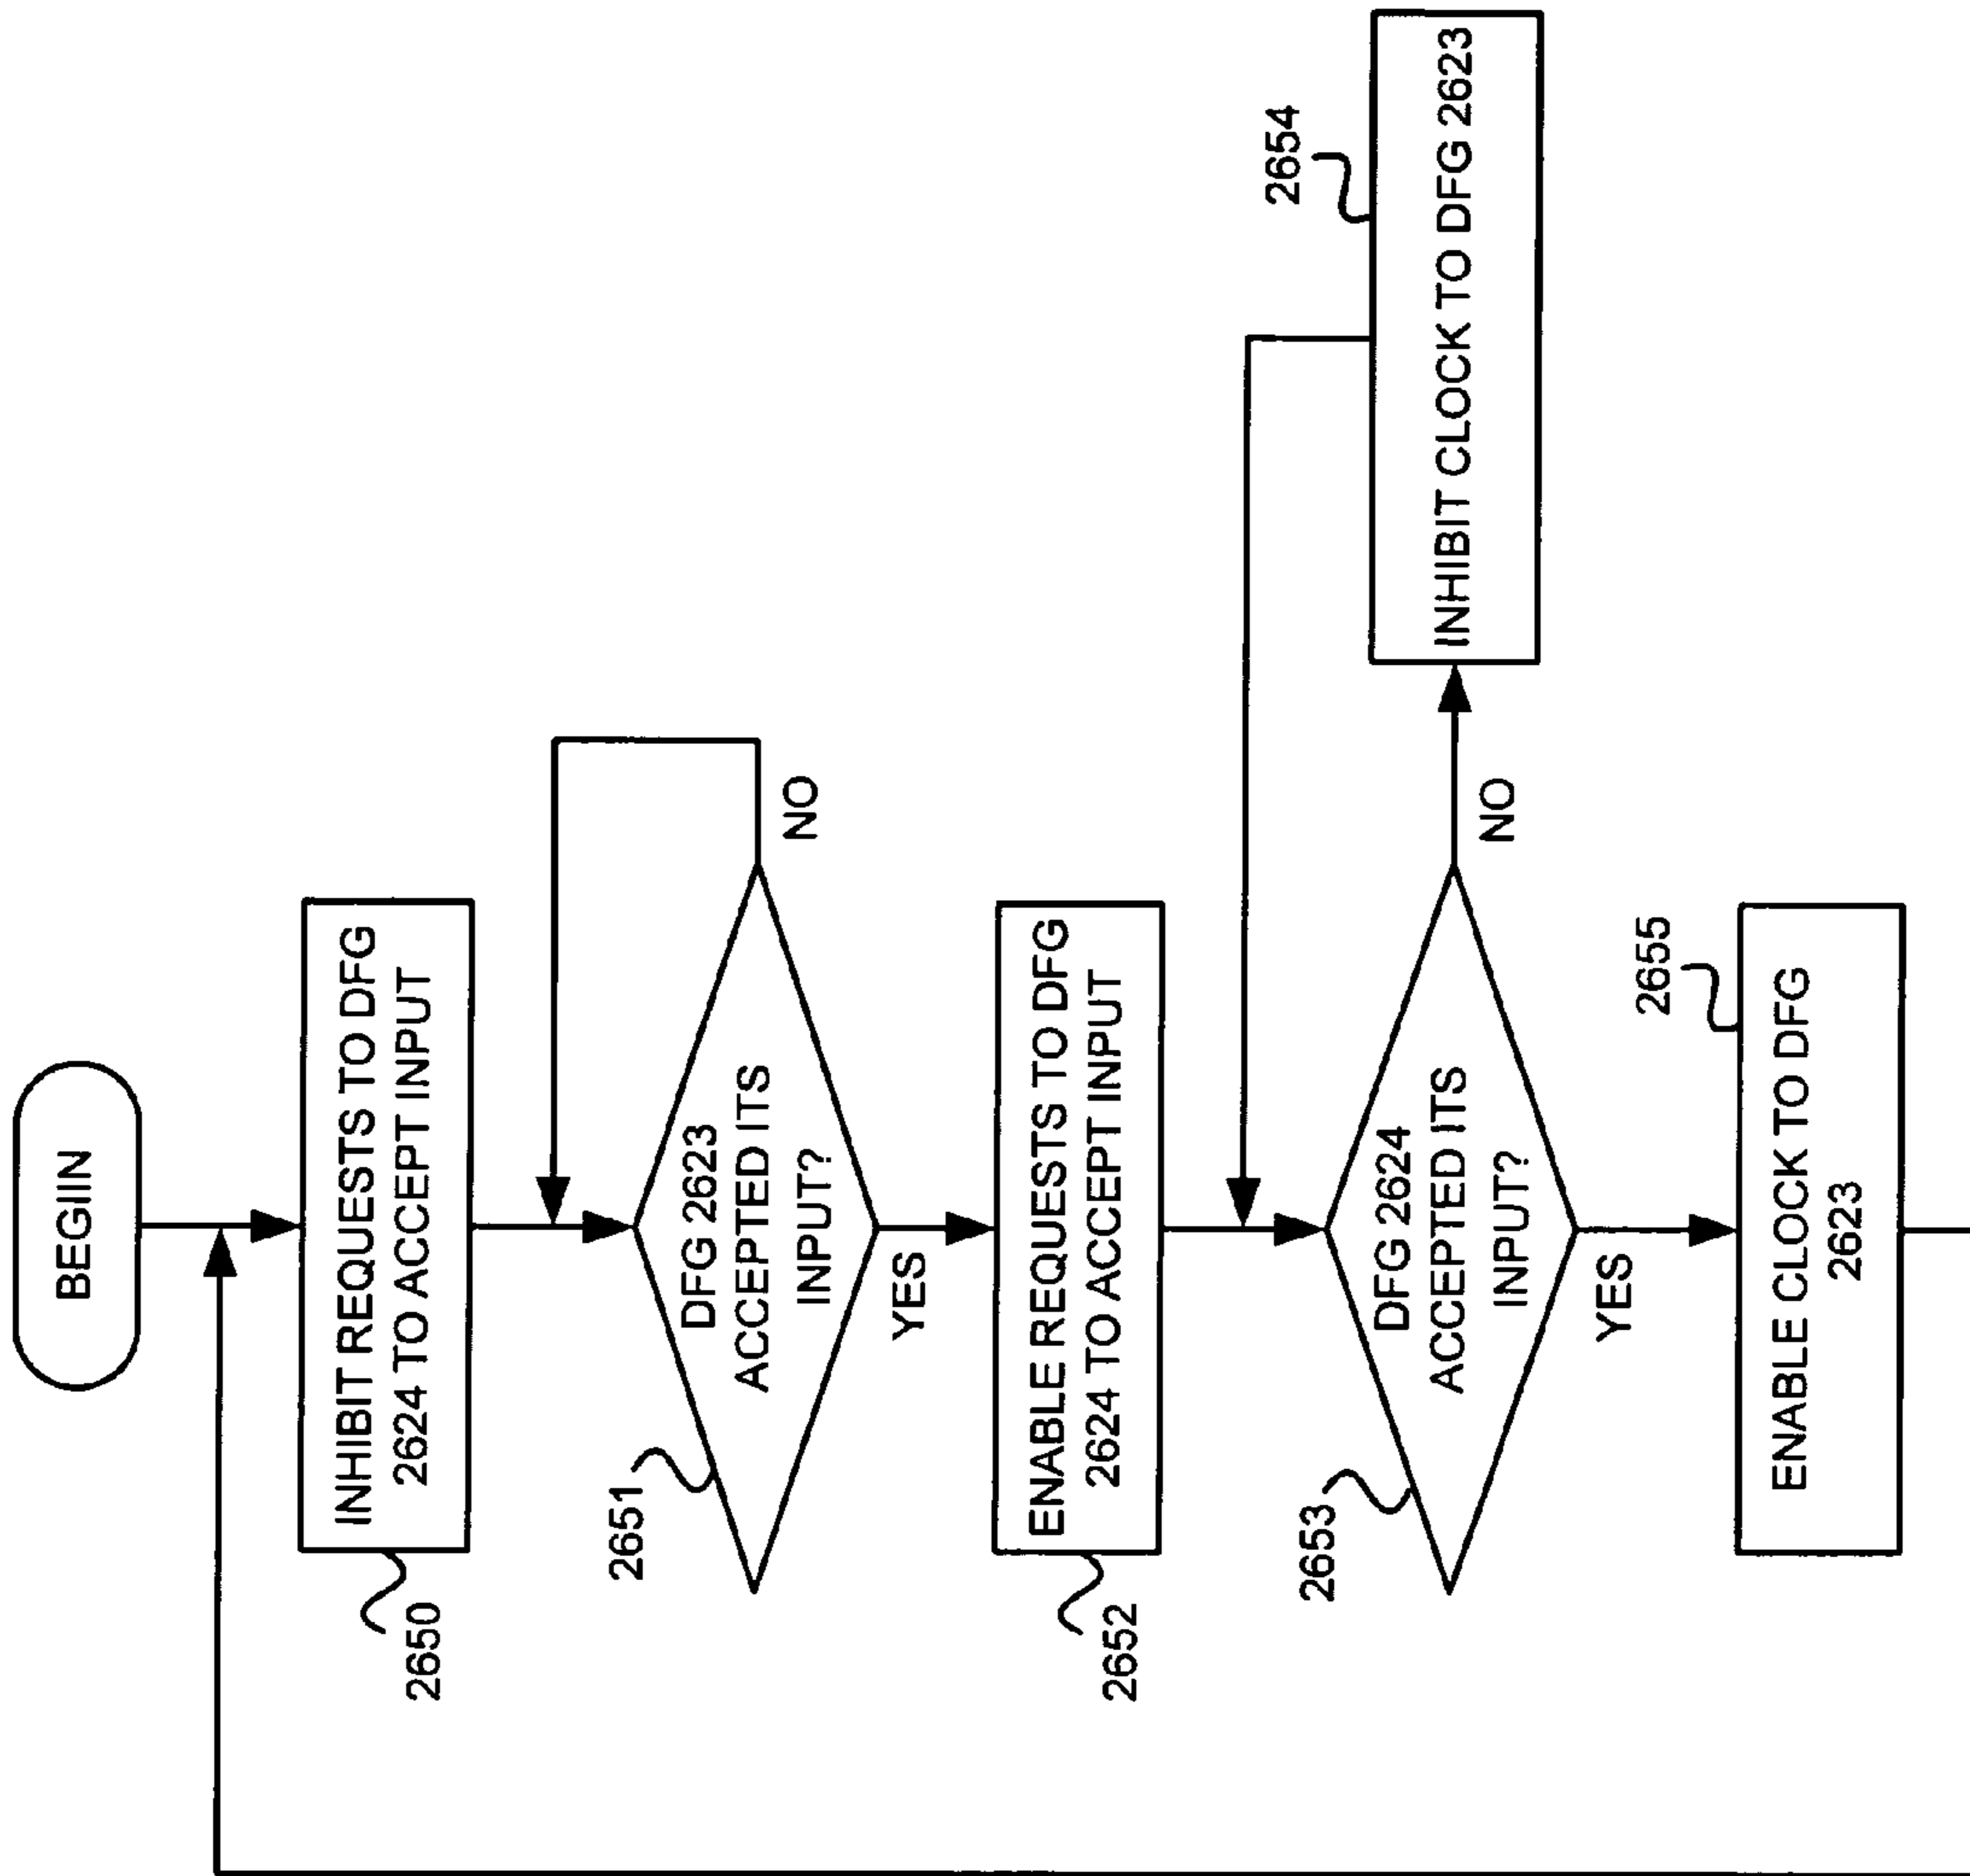 BEGIIN
INHIBIT REQUESTS TO DFG
2624 TO ACCEPT INPUT
2650
2651
DFG 2623
ACCEPTED ITS
INPUT?
NO
YES
ENABLE REQUESTS TO DFG
2624 TO ACCEPT INPUT
2652
2653
DFG 2624
ACCEPTED ITS
INPUT?
NO
2654
INHIBIT CLOCK TO DFG 2623
YES
2655
ENABLE CLOCK TO DFG
2623